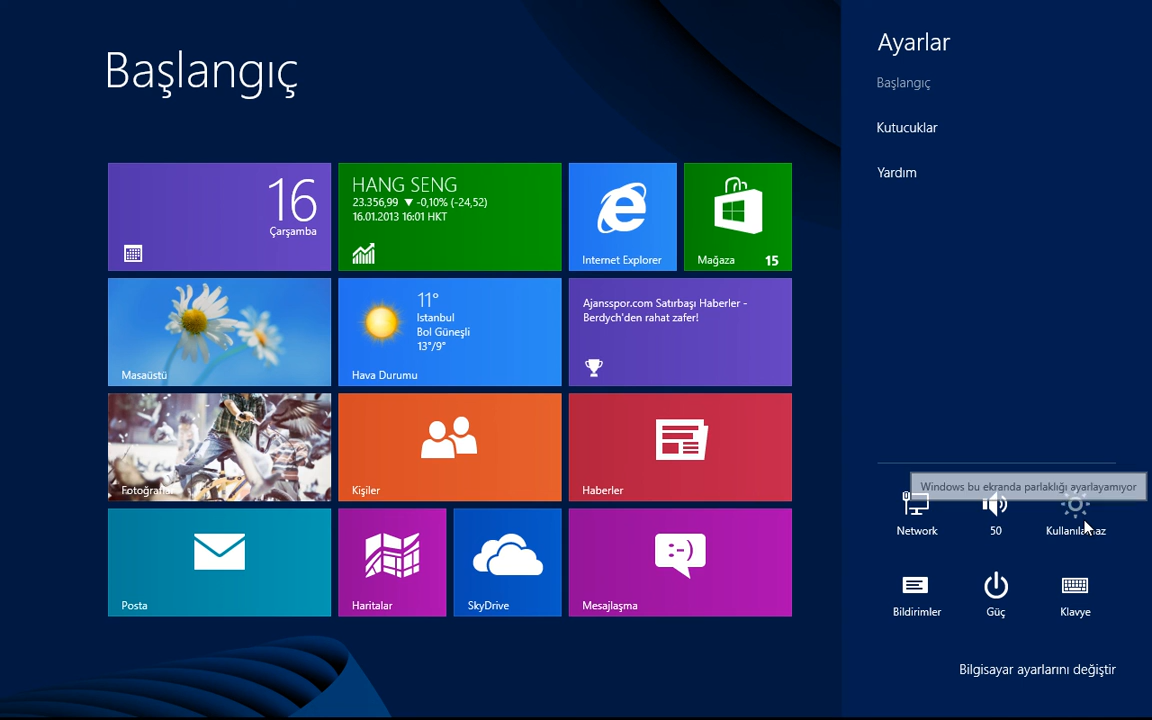 Başlangıç
16
Çarşamba
HANG SENG
23.356,99 ▼ -0,10% (-24,52)
16.01.2013 16:01 HKT
Internet Explorer
Mağaza
15
Masaüstü
11°
Istanbul
Bol Güneşli
13°/9°
Hava Durumu
Ajansspor.com Satırbaşı Haberler -
Berdych'den rahat zafer!
Fotoğraflar
Kişiler
Haberler
Posta
Haritalar
SkyDrive
:-)
Mesajlaşma
Ayarlar
Başlangıç
Kutucuklar
Yardım
Windows bu ekranda parlaklığı ayarlayamıyor
Network
50
Kullanılamaz
Bildirimler
Güç
Klavye
Bilgisayar ayarlarını değiştir